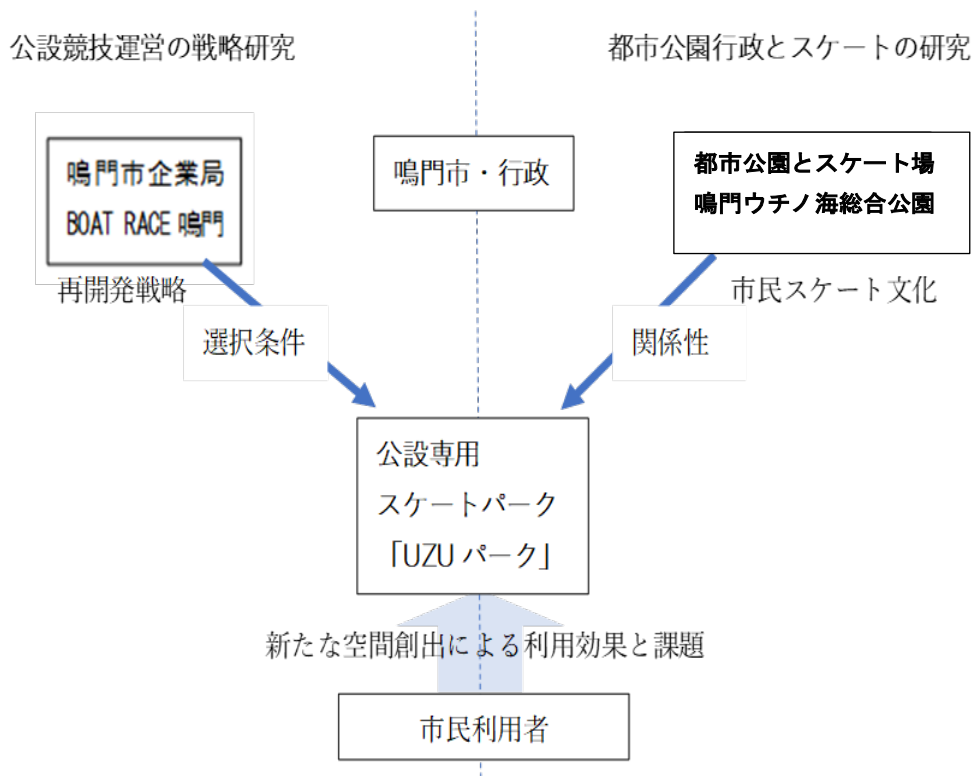 公設競技運営の戦略研究
都市公園行政とスケートの研究
鳴門市企業局
BOAT RACE 鳴門
鳴門市・行政
都市公園とスケート場
鳴門ウチノ海総合公園
再開発戦略
市民スケート文化
選択条件
関係性
公設専用
スケートパーク
「UZU パーク」
新たな空間創出による利用効果と課題
市民利用者